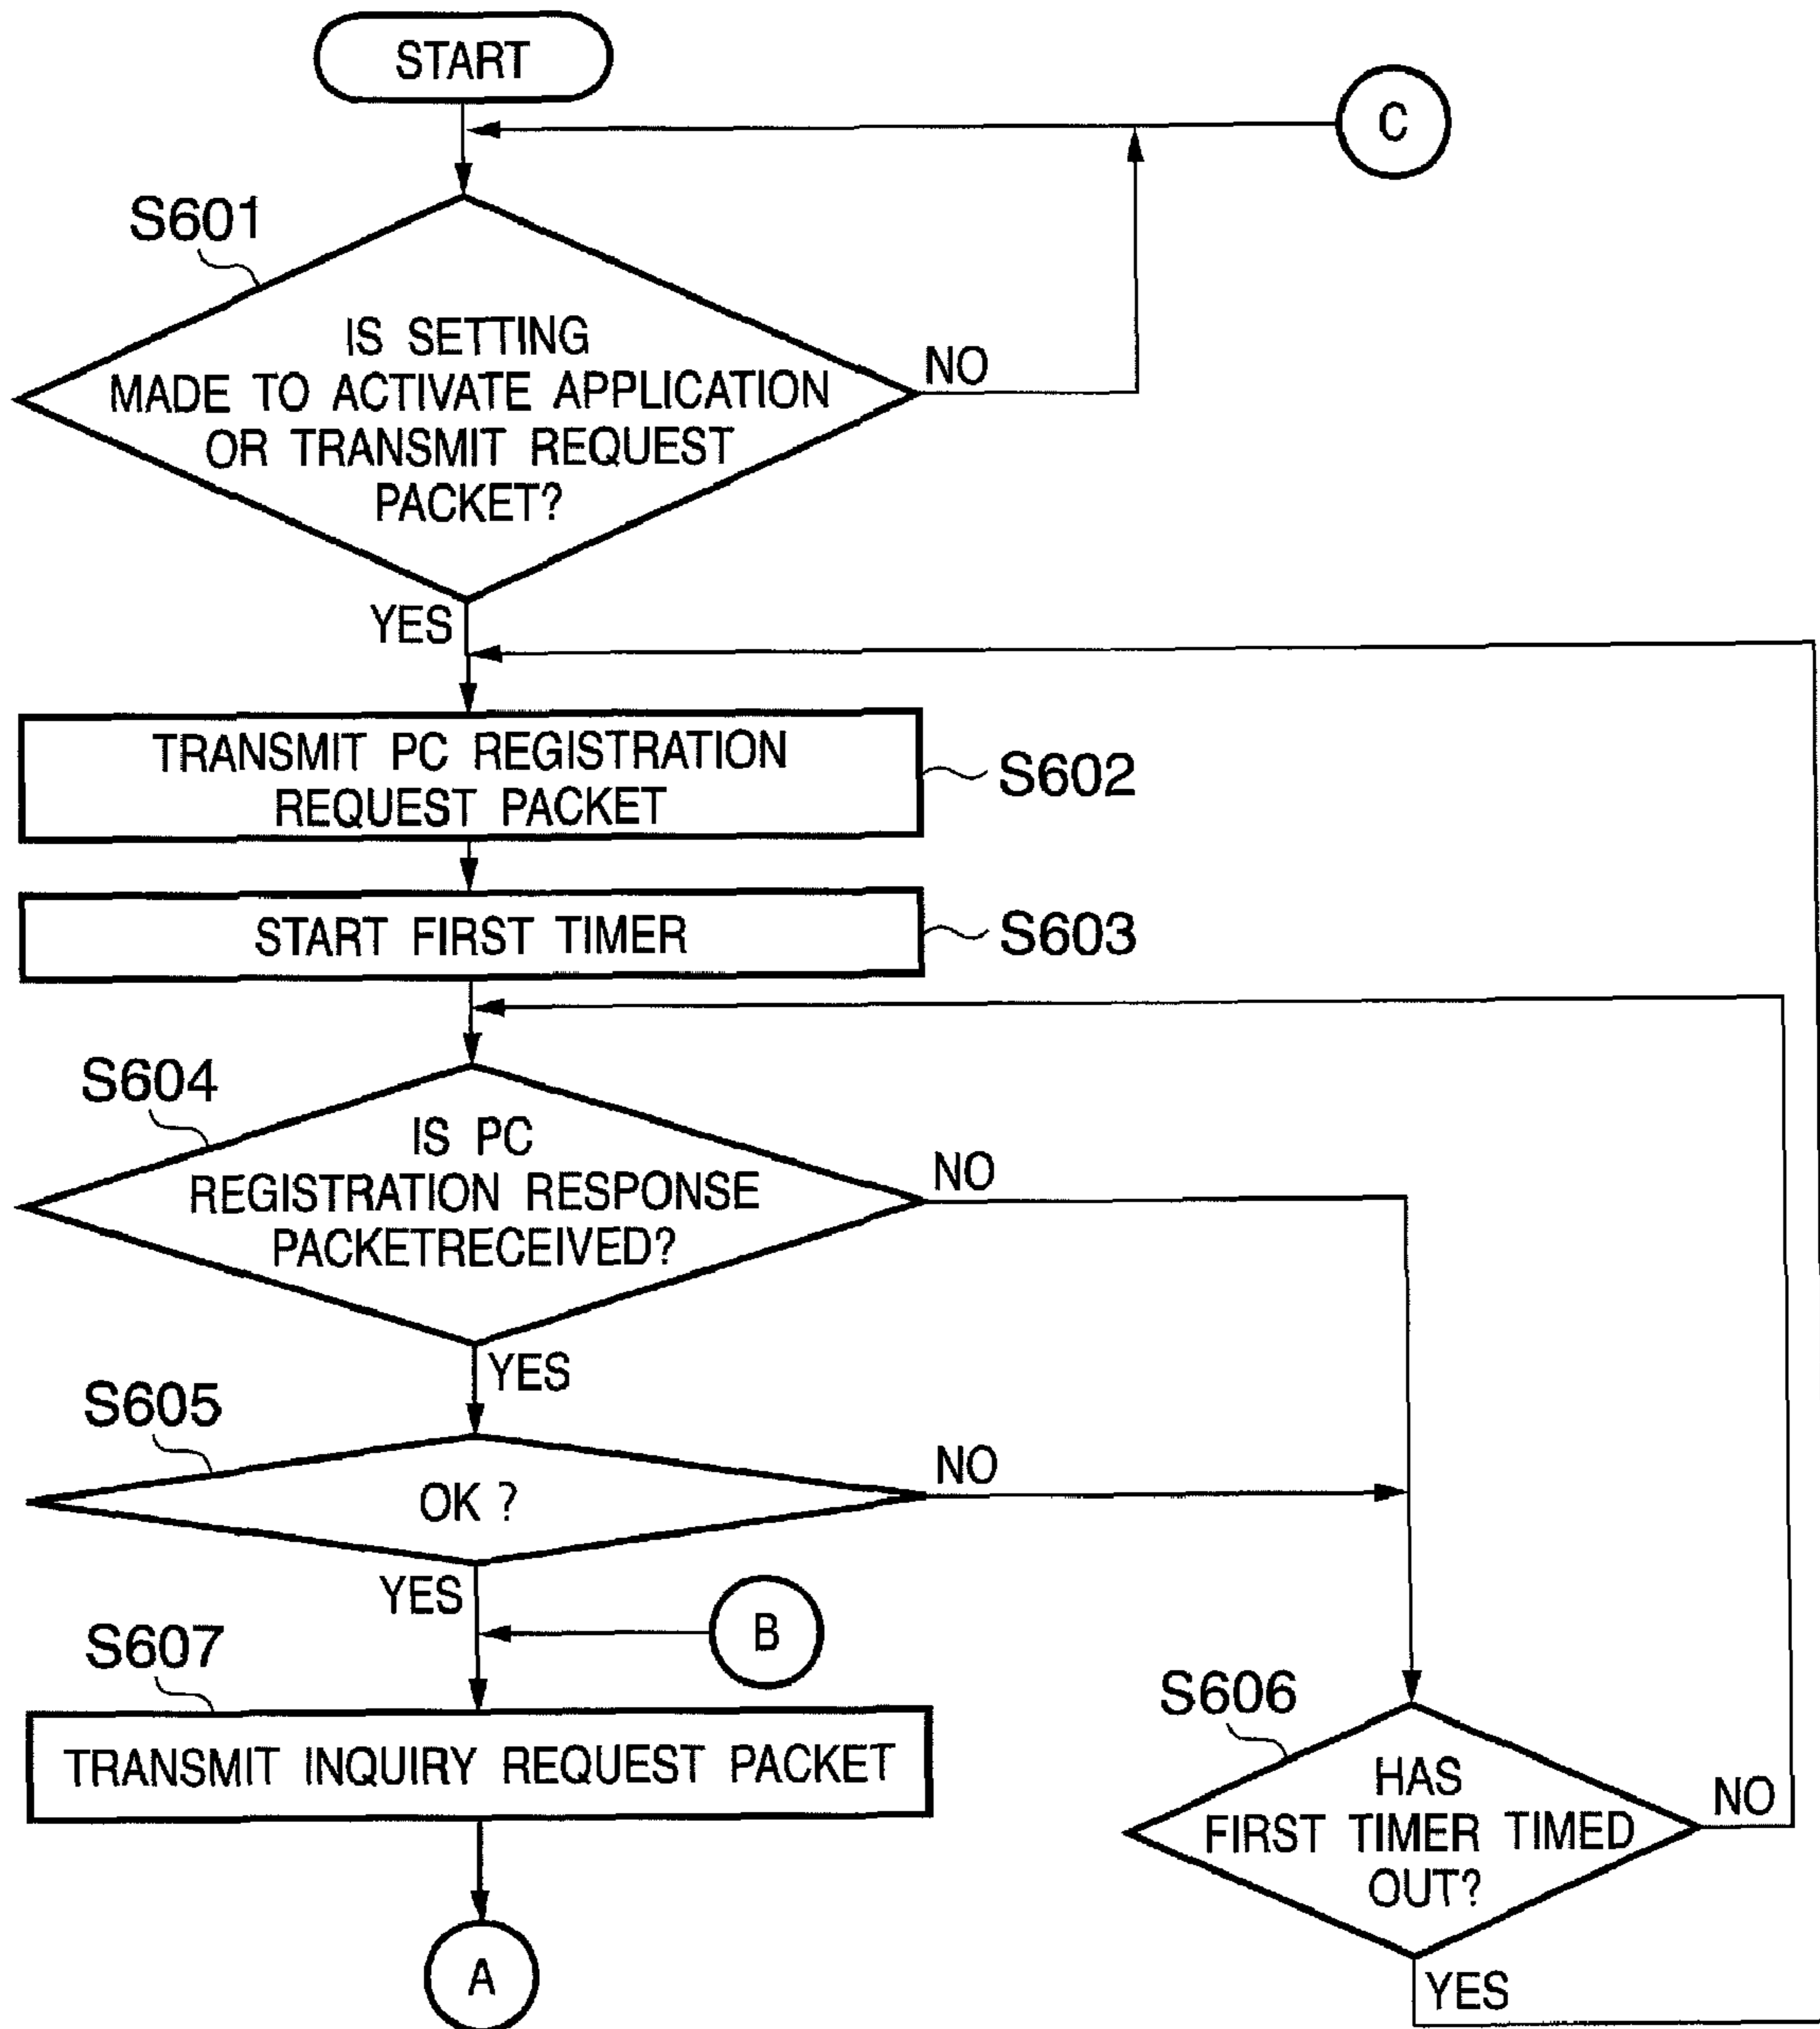 START
C
S601
IS SETTING
MADE TO ACTIVATE APPLICATION
OR TRANSMIT REQUEST
PACKET?
NO
YES
TRANSMIT PC REGISTRATION
REQUEST PACKET
S602
START FIRST TIMER
S603
S604
IS PC
REGISTRATION RESPONSE
PACKETRECEIVED?
NO
YES
S605
OK ?
NO
YES
B
S607
TRANSMIT INQUIRY REQUEST PACKET
S606
HAS
FIRST TIMER TIMED
OUT?
NO
YES
A